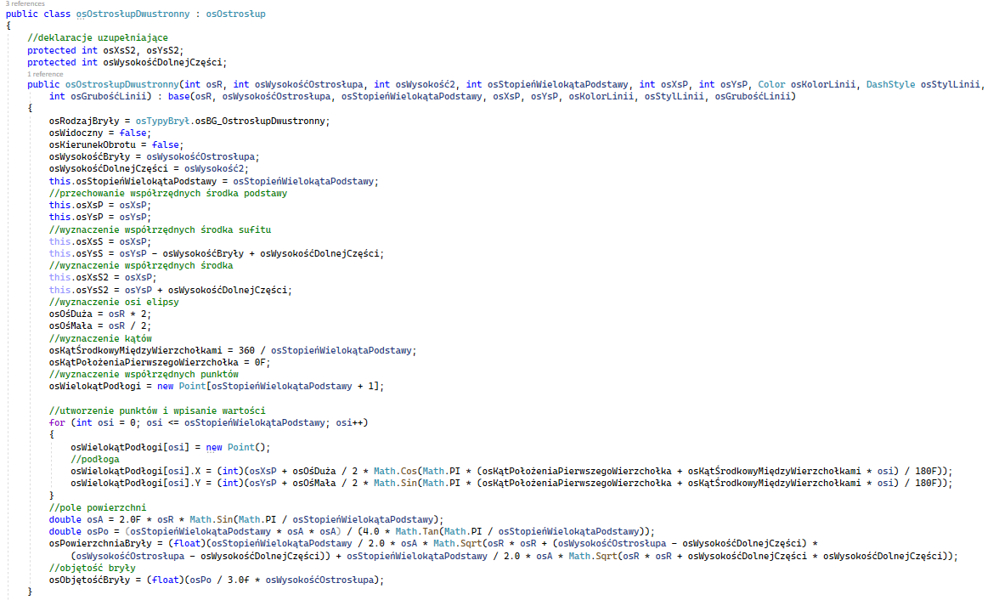 3 references
public class osOstrosłupDwustronny : osOstrosłup
{
//deklaracje uzupełniające
protected int osXsS2, osYsS2;
protected int osWysokośćDolnejCzęści;
1 reference
public osOstrosłupDwustronny(int osR, int osWysokośćOstrosłupa, int osWysokość2, int osStopieńWielokątaPodstawy, int osXsP, int osYsP, Color osKolorLinii, DashStyle osStylLinii,
int osGrubośćLinii) : base(osR, osWysokośćOstrosłupa, osStopieńWielokątaPodstawy, osXsP, osYsP, osKolorLinii, osStylLinii, osGrubośćLinii)
{
osRodzajBryły = osTypyBrył.osBG_OstrosłupDwustronny;
osWidoczny = false;
osKierunekObrotu = false;
osWysokośćBryły = osWysokośćOstrosłupa;
osWysokośćDolnejCzęści = osWysokość2;
this.osStopieńWielokątaPodstawy = osStopieńWielokątaPodstawy;
//przechowanie współrzędnych środka podstawy
this.osXsP = osXsP;
this.osYsP = osYsP;
//wyznaczenie współrzędnych środka sufitu
this.osXsS = osXsP;
this.osYsS = osYsP - osWysokośćBryły + osWysokośćDolnejCzęści;
//wyznaczenie współrzędnych środka
this.osXsS2 = osXsP;
this.osYsS2 = osYsP + osWysokośćDolnejCzęści;
//wyznaczenie osi elipsy
osOśDuża = osR * 2;
osOśMała = osR / 2;
//wyznaczenie kątów
osKątŚrodkowyMiędzyWierzchołkami = 360 / osStopieńWielokątaPodstawy;
osKątPołożeniaPierwszegoWierzchołka = 0F;
//wyznaczenie współrzędnych punktów
osWielokątPodłogi = new Point[osStopieńWielokątaPodstawy + 1];
//utworzenie punktów i wpisanie wartości
for (int osi = 0; osi <= osStopieńWielokątaPodstawy; osi++)
{
osWielokątPodłogi[osi] = new Point();
//podłoga
osWielokątPodłogi[osi].X = (int)(osXsP + osOśDuża / 2 * Math.Cos(Math.PI * (osKątPołożeniaPierwszegoWierzchołka + osKątŚrodkowyMiędzyWierzchołkami * osi) / 180F));
osWielokątPodłogi[osi].Y = (int)(osYsP + osOśMała / 2 * Math.Sin(Math.PI * (osKątPołożeniaPierwszegoWierzchołka + osKątŚrodkowyMiędzyWierzchołkami * osi) / 180F));
}
//pole powierzchni
double osA = 2.0F * osR * Math.Sin(Math.PI / osStopieńWielokątaPodstawy);
double osPo = (osStopieńWielokątaPodstawy * osA * osA) / (4.0 * Math.Tan(Math.PI / osStopieńWielokątaPodstawy));
osPowierzchniaBryły = (float)(osStopieńWielokątaPodstawy / 2.0 * osA * Math.Sqrt(osR * osR + (osWysokośćOstrosłupa - osWysokośćDolnejCzęści) *
(osWysokośćOstrosłupa - osWysokośćDolnejCzęści)) + osStopieńWielokątaPodstawy / 2.0 * osA * Math.Sqrt(osR * osR + osWysokośćDolnejCzęści * osWysokośćDolnejCzęści));
//objętość bryły
osObjętośćBryły = (float)(osPo / 3.0f * osWysokośćOstrosłupa);
}